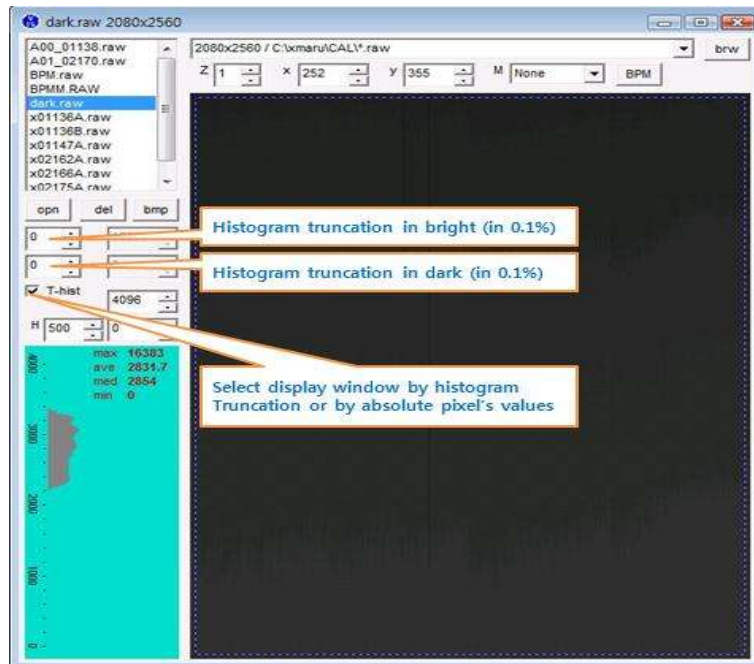 dark.raw 2080x2560
A00_01138.raw
A01_02170.raw
BPM.raw
BPMM.RAW
dark.raw
x01136A.raw
x01136B.raw
x01147A.raw
x02162A.raw
x02166A.raw
x02175A.raw
2080x2560 / C:\xmaru\CAL\*.raw
brw
Z 1 x 252 y 355 M None BPM
opn del bmp
0
Histogram truncation in bright (in 0.1%)
0
Histogram truncation in dark (in 0.1%)
T-hist
4096
H 500 0
Select display window by histogram
Truncation or by absolute pixel's values
max 16383
ave 2831.7
med 2854
min 0
4000
3000
2000
1000
0